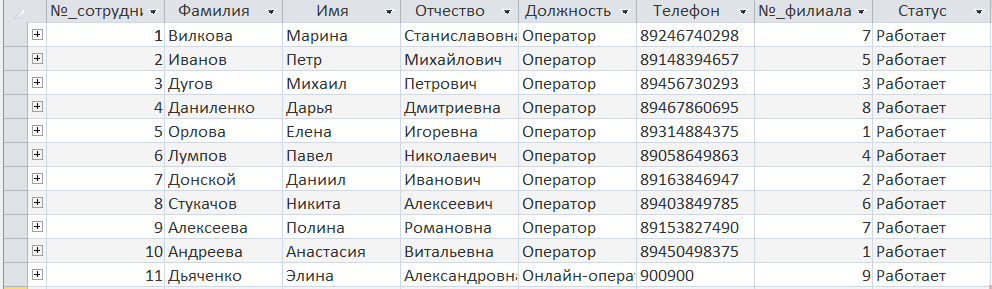 №_сотрудни Фамилия Имя Отчество Должность Телефон №_филиала Статус
1 Вилкова Марина Станиславовна Оператор 89246740298 7 Работает
2 Иванов Петр Михайлович Оператор 89148394657 5 Работает
3 Дугов Михаил Петрович Оператор 89456730293 3 Работает
4 Даниленко Дарья Дмитриевна Оператор 89467860695 8 Работает
5 Орлова Елена Игоревна Оператор 89314884375 1 Работает
6 Лумпов Павел Николаевич Оператор 89058649863 4 Работает
7 Донской Даниил Иванович Оператор 89163846947 2 Работает
8 Стукачов Никита Алексеевич Оператор 89403849785 6 Работает
9 Алексеева Полина Романовна Оператор 89153827490 7 Работает
10 Андреева Анастасия Витальевна Оператор 89450498375 1 Работает
11 Дьяченко Элина Александровна Онлайн-операт 900900 9 Работает